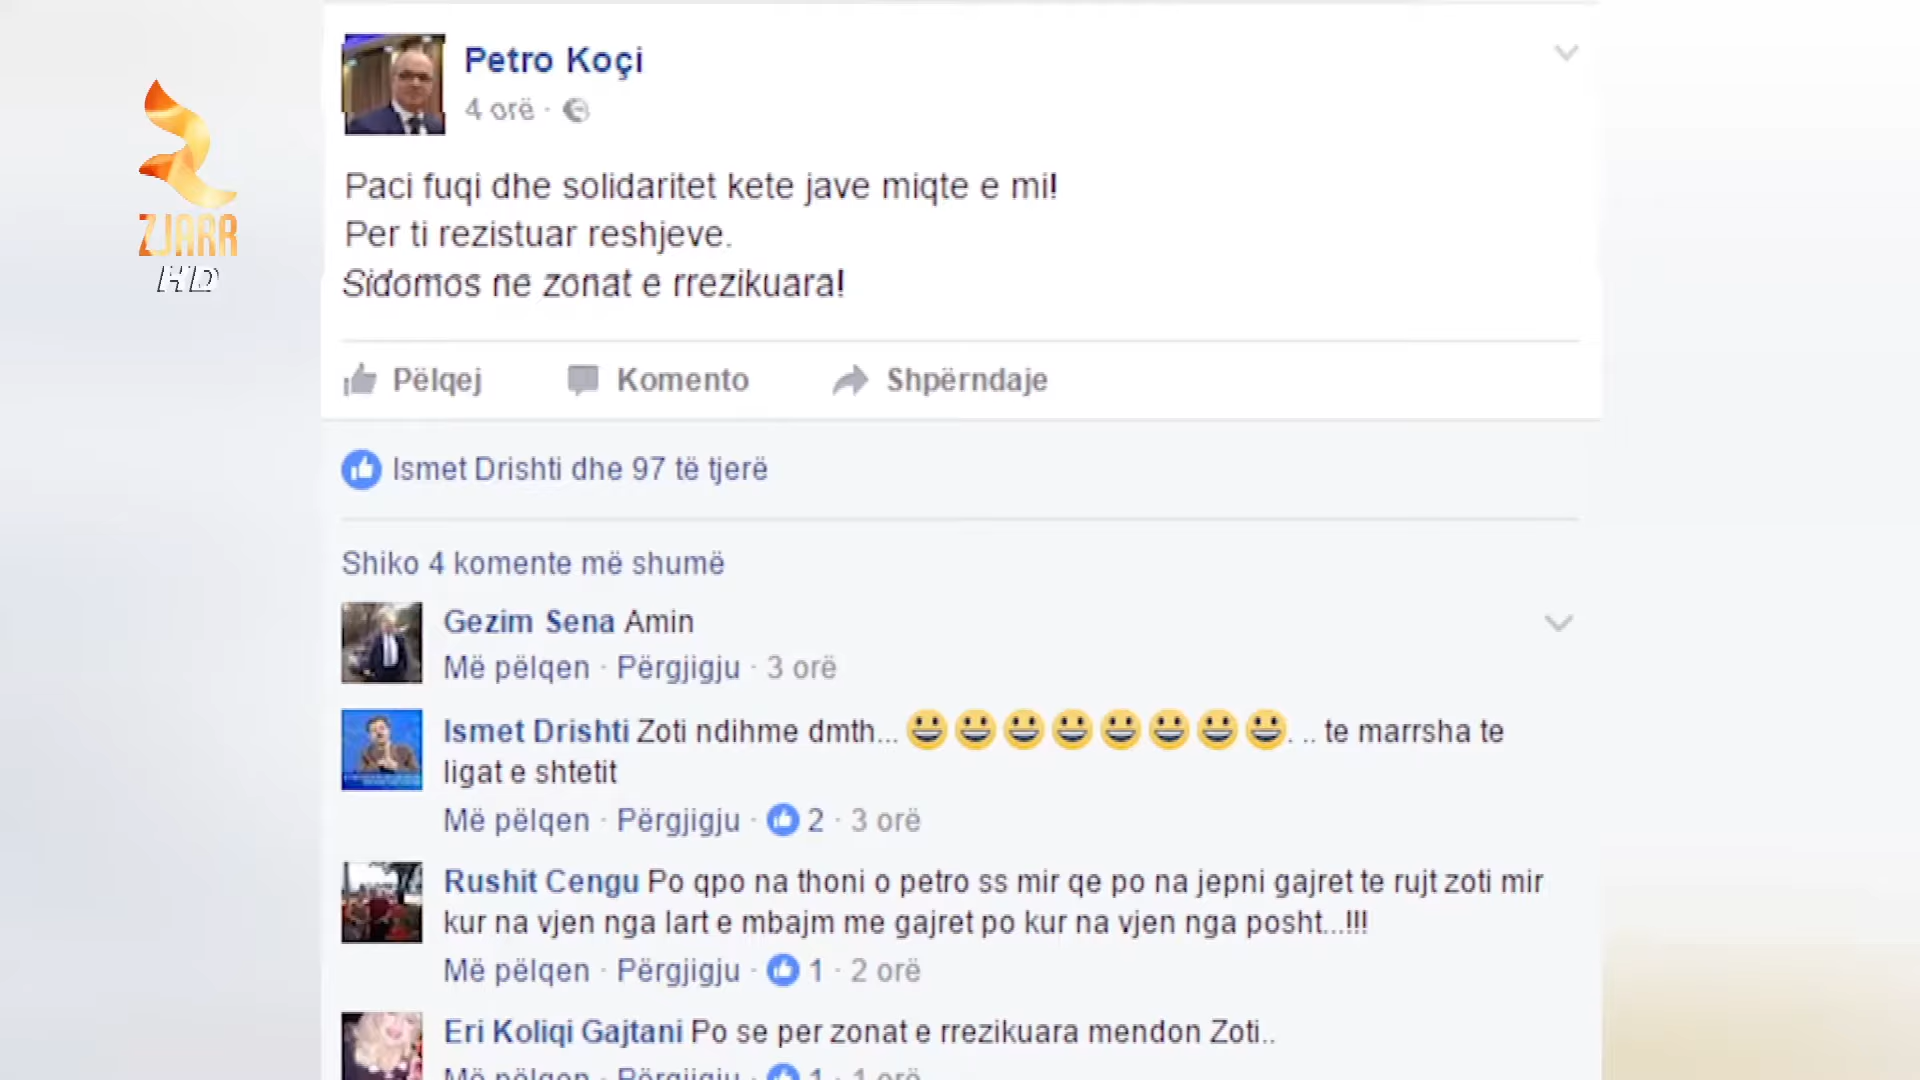 Petro Koçi
4 orë ·
Paci fuqi dhe solidaritet kete jave miqte e mi!
Per ti rezistuar reshjeve.
Sidomos ne zonat e rrezikuara!
ZJARR
HD
Pëlqej Komento Shpërndaje
Ismet Drishti dhe 97 të tjerë
Shiko 4 komente më shumë
Gezim Sena Amin
Më pëlqen · Përgjigju · 3 orë
Ismet Drishti Zoti ndihme dmth... 😃😃😃😃😃😃😃😃. .. te marrsha te
ligat e shtetit
Më pëlqen · Përgjigju · 2 · 3 orë
Rushit Cengu Po qpo na thoni o petro ss mir qe po na jepni gajret te rujt zoti mir
kur na vjen nga lart e mbajm me gajret po kur na vjen nga posht...!!!
Më pëlqen · Përgjigju · 1 · 2 orë
Eri Koliqi Gajtani Po se per zonat e rrezikuara mendon Zoti..
Më pëlqen · Përgjigju · 1 · 1 orë